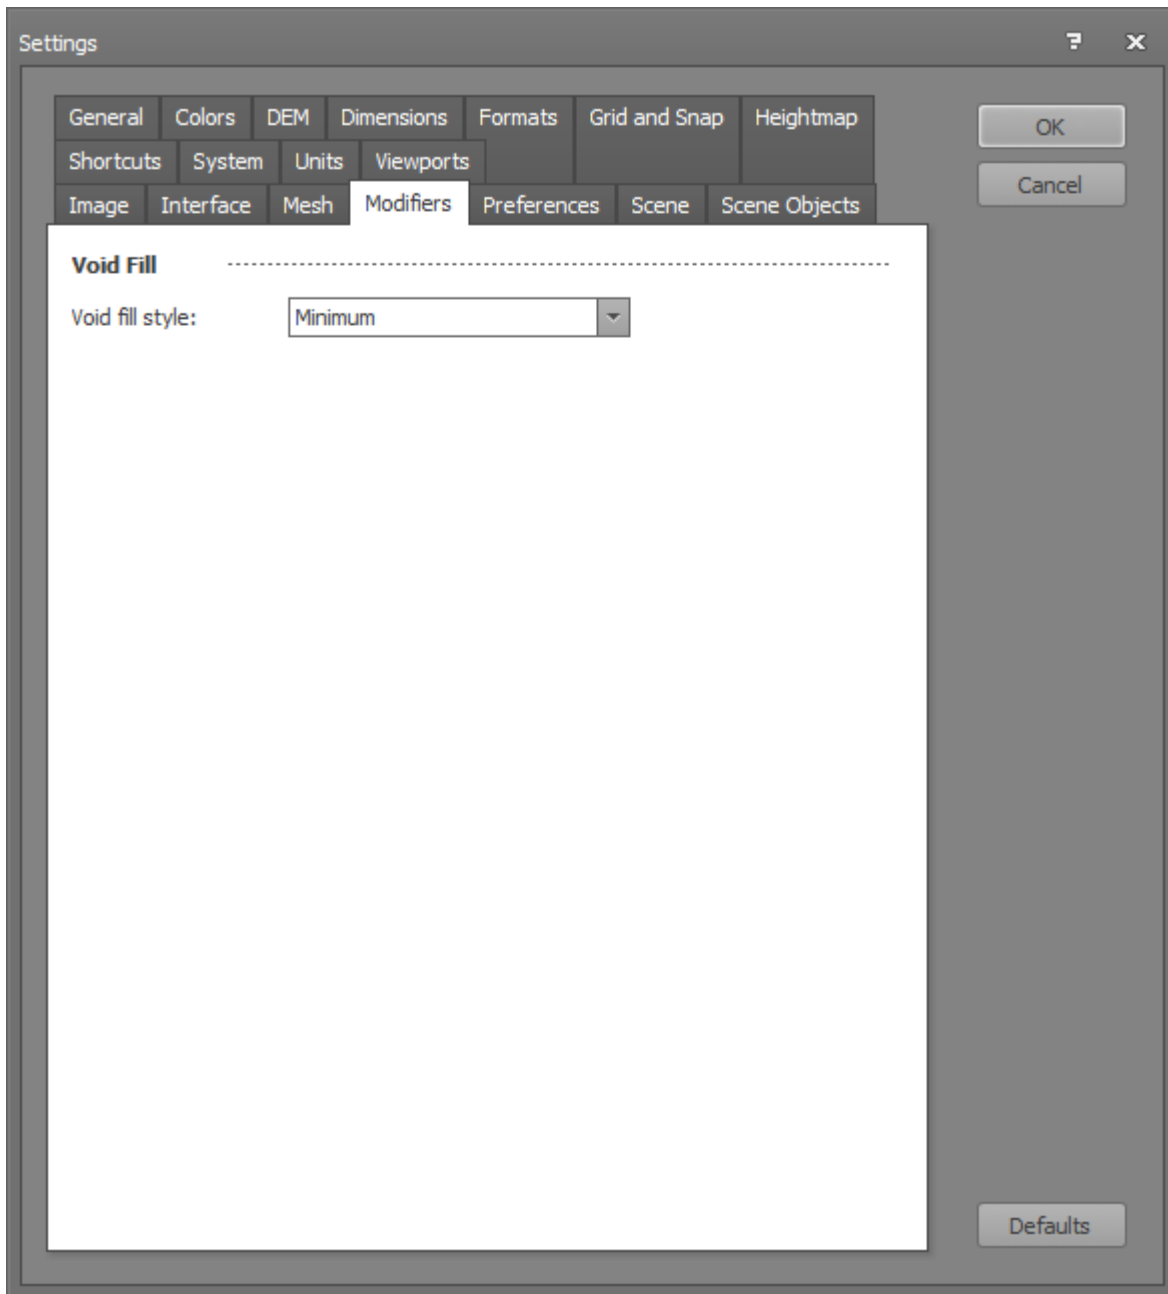 Settings
General Colors DEM Dimensions Formats Grid and Snap Heightmap
Shortcuts System Units Viewports
Image Interface Mesh Modifiers Preferences Scene Scene Objects
OK
Cancel
Void Fill
Void fill style: Minimum
Defaults